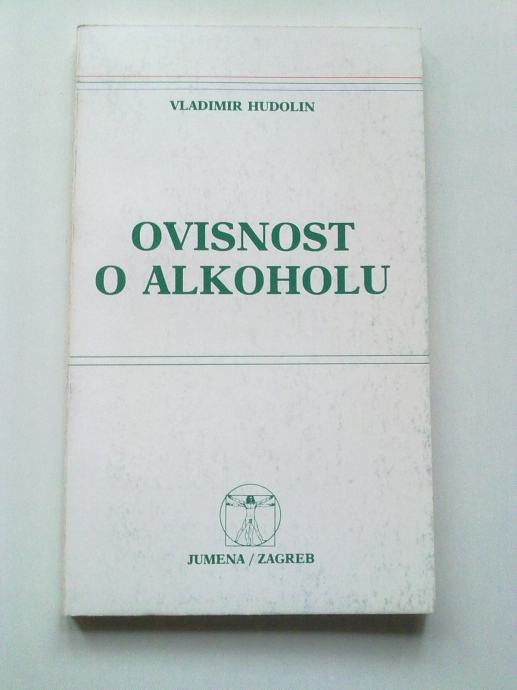 VLADIMIR HUDOLIN
OVISNOST
O ALKOHOLU
JUMENA / ZAGREB